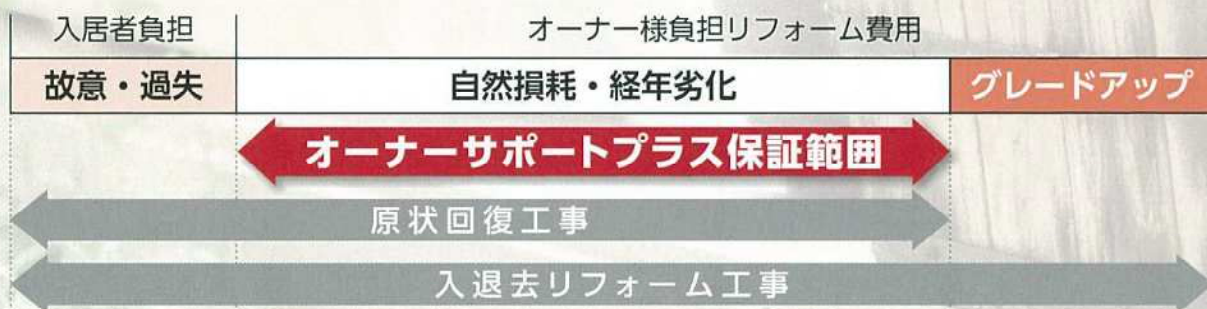 入居者負担 オーナー様負担リフォーム費用
故意・過失 自然損耗・経年劣化 グレードアップ
オーナーサポートプラス保証範囲
原状回復工事
入退去リフォーム工事